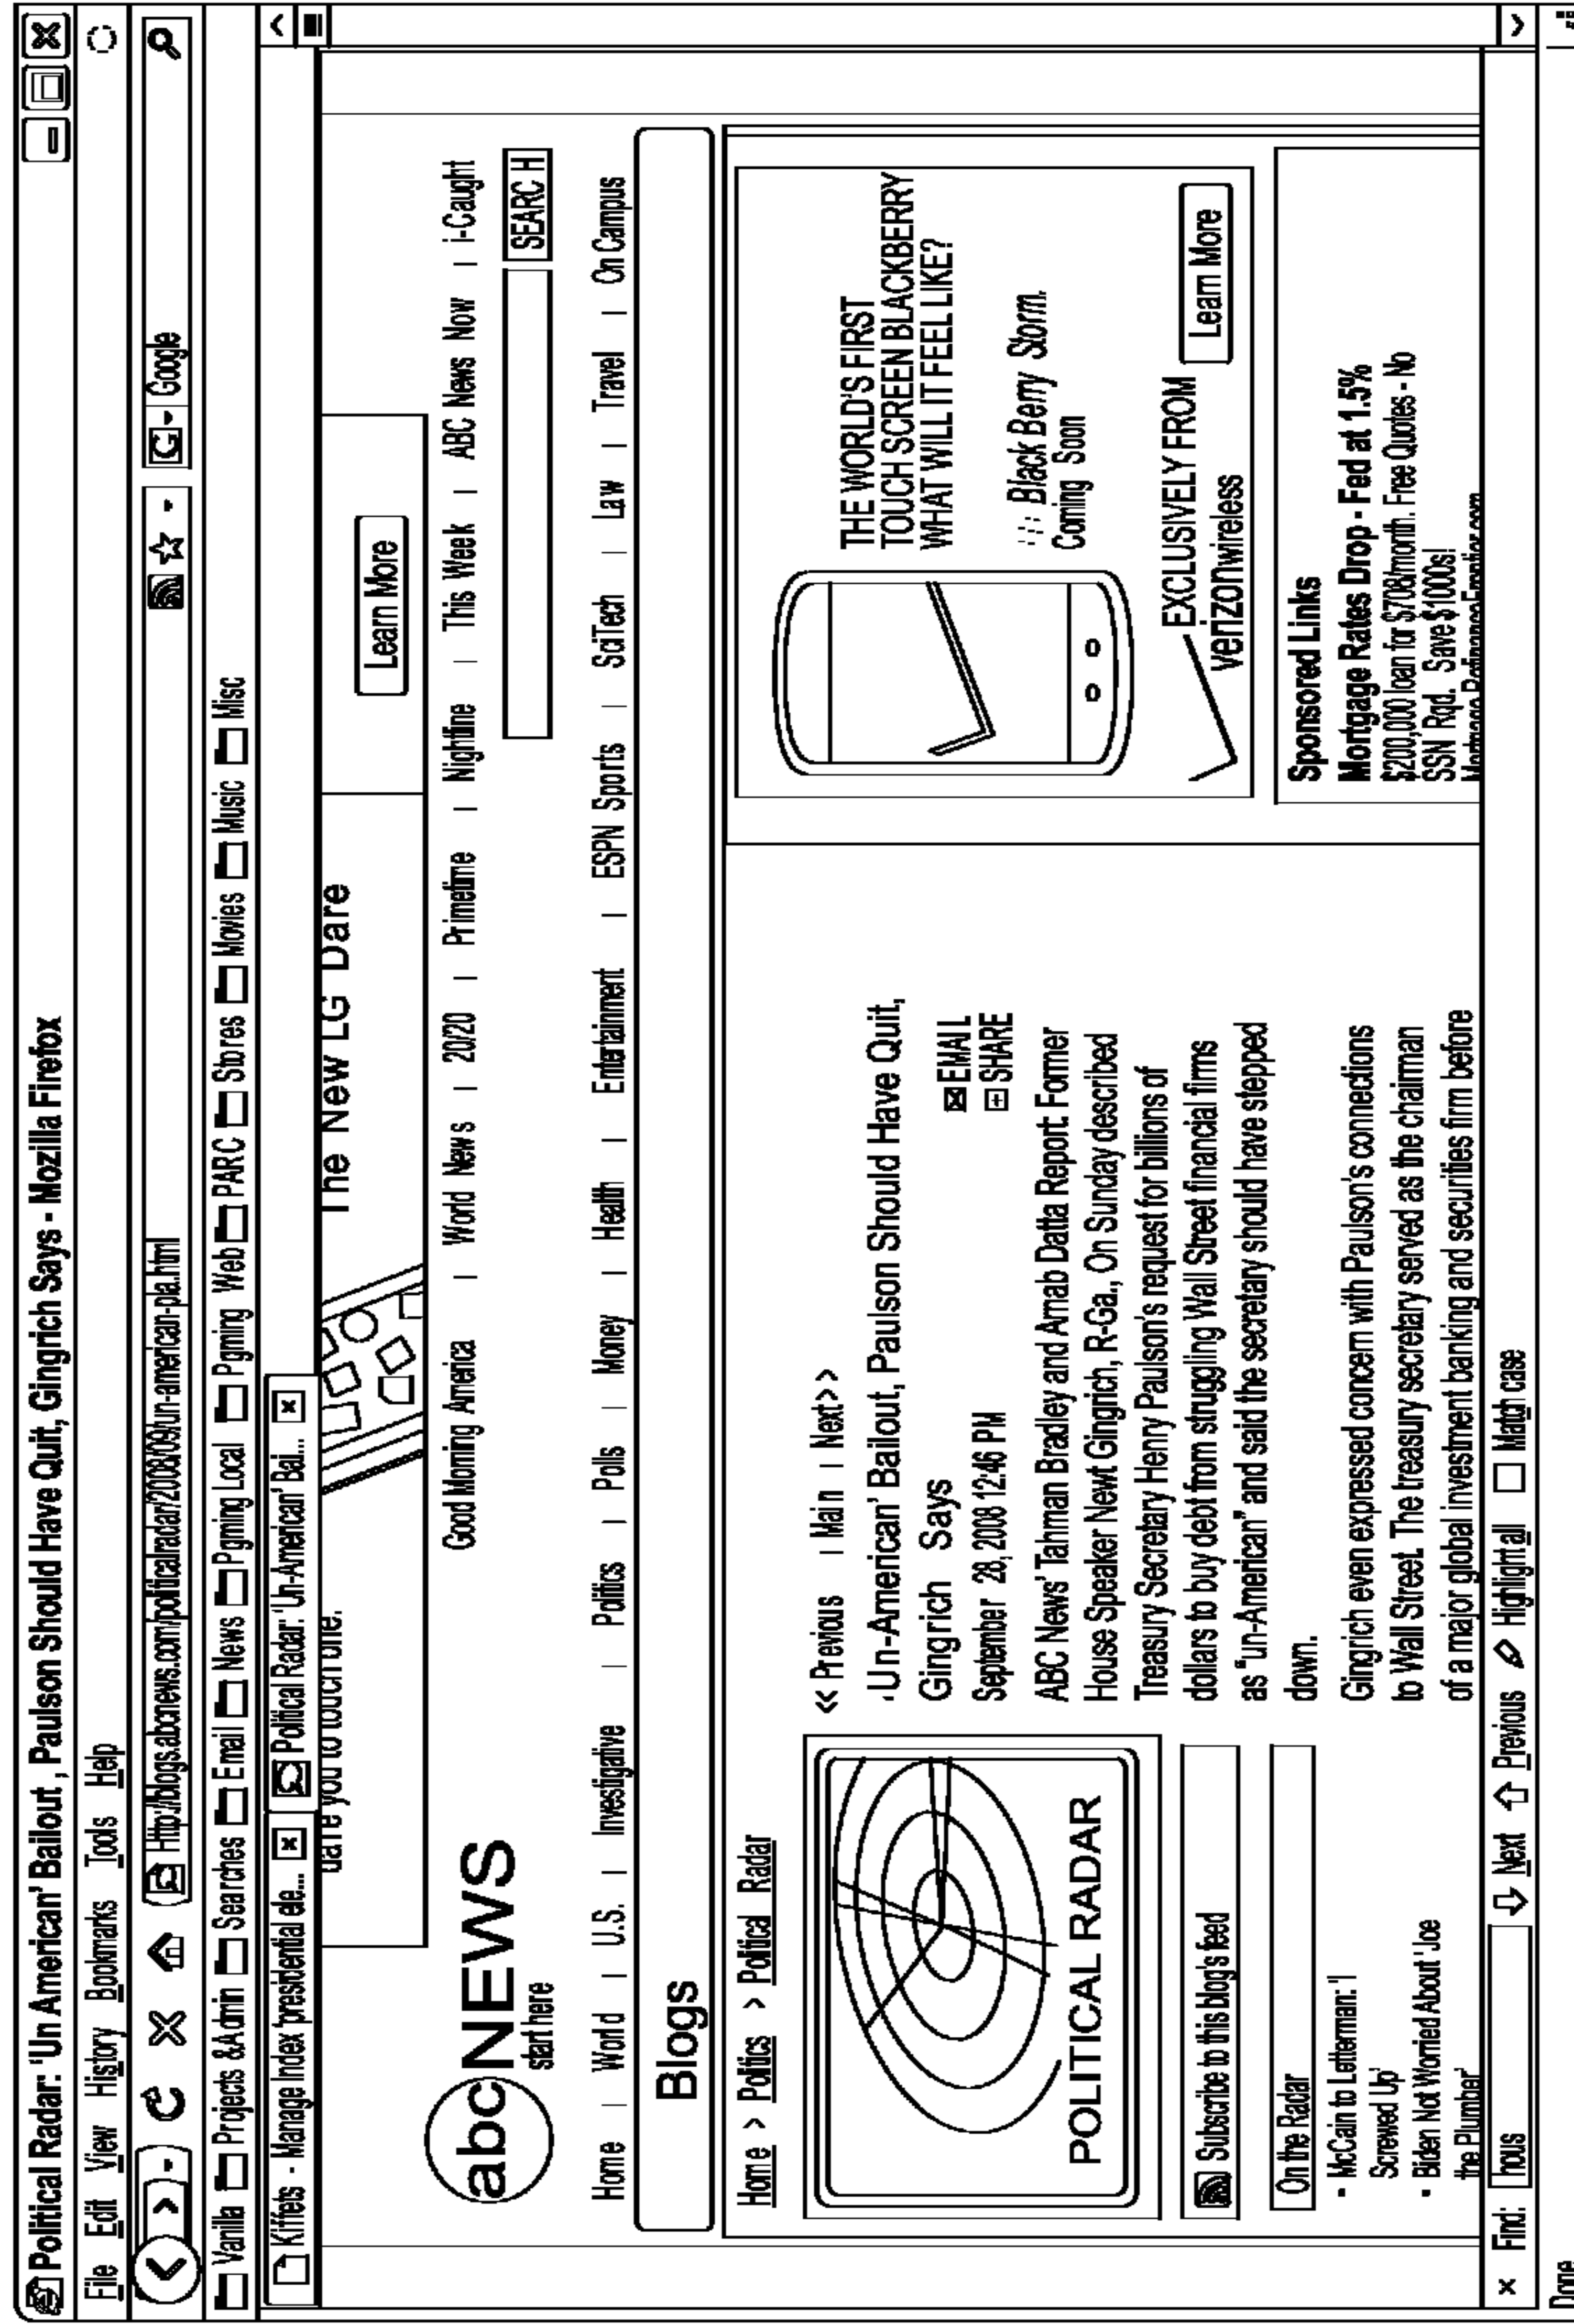 Political Radar: 'Un American' Bailout , Paulson Should Have Quit, Gingrich Says - Mozilla Firefox
File Edit View History Bookmarks Tools Help
Http://blogs.abcnews.com/politicalradar/2008/09/un-american-pla.html
G Google
Vanilla Projects & Admin Searches Email News Pgming Local Pgming Web PARC Stores Movies Music Misc
Kiffets - Manage Index 'presidential ele...
Political Radar: 'Un-American' Bai...
dare you to touch one.
The New LG Dare
Learn More
abc NEWS
start here
Good Morning America | World News | 20/20 | Primetime | Nightline | This Week | ABC News Now | i-Caught
SEARC H
Home | World | U.S. | Investigative | Politics | Polls | Money | Health | Entertainment | ESPN Sports | SciTech | Law | Travel | On Campus
Blogs
Home > Politics > Political Radar
POLITICAL RADAR
Subscribe to this blog's feed
On the Radar
• McCain to Letterman: "I
Screwed Up'
• Biden Not Worried About 'Joe
the Plumber'
<< Previous | Main | Next >>
'Un-American' Bailout, Paulson Should Have Quit,
Gingrich Says
September 28, 2008 12:46 PM
EMAIL
SHARE
ABC News' Tahman Bradley and Arnab Datta Report: Former
House Speaker Newt Gingrich, R-Ga., On Sunday described
Treasury Secretary Henry Paulson's request for billions of
dollars to buy debt from struggling Wall Street financial firms
as "un-American" and said the secretary should have stepped
down.
Gingrich even expressed concern with Paulson's connections
to Wall Street. The treasury secretary served as the chairman
of a major global investment banking and securities firm before
THE WORLD'S FIRST
TOUCH SCREEN BLACKBERRY
WHAT WILL IT FEEL LIKE?
Black Berry Storm.
Coming Soon
EXCLUSIVELY FROM
verizonwireless
Learn More
Sponsored Links
Mortgage Rates Drop - Fed at 1.5%
$200,000 loan for $708/month. Free Quotes - No
SSN Rqd. Save $1000s!
x Find: hous Next Previous Highlight all Match case
Done